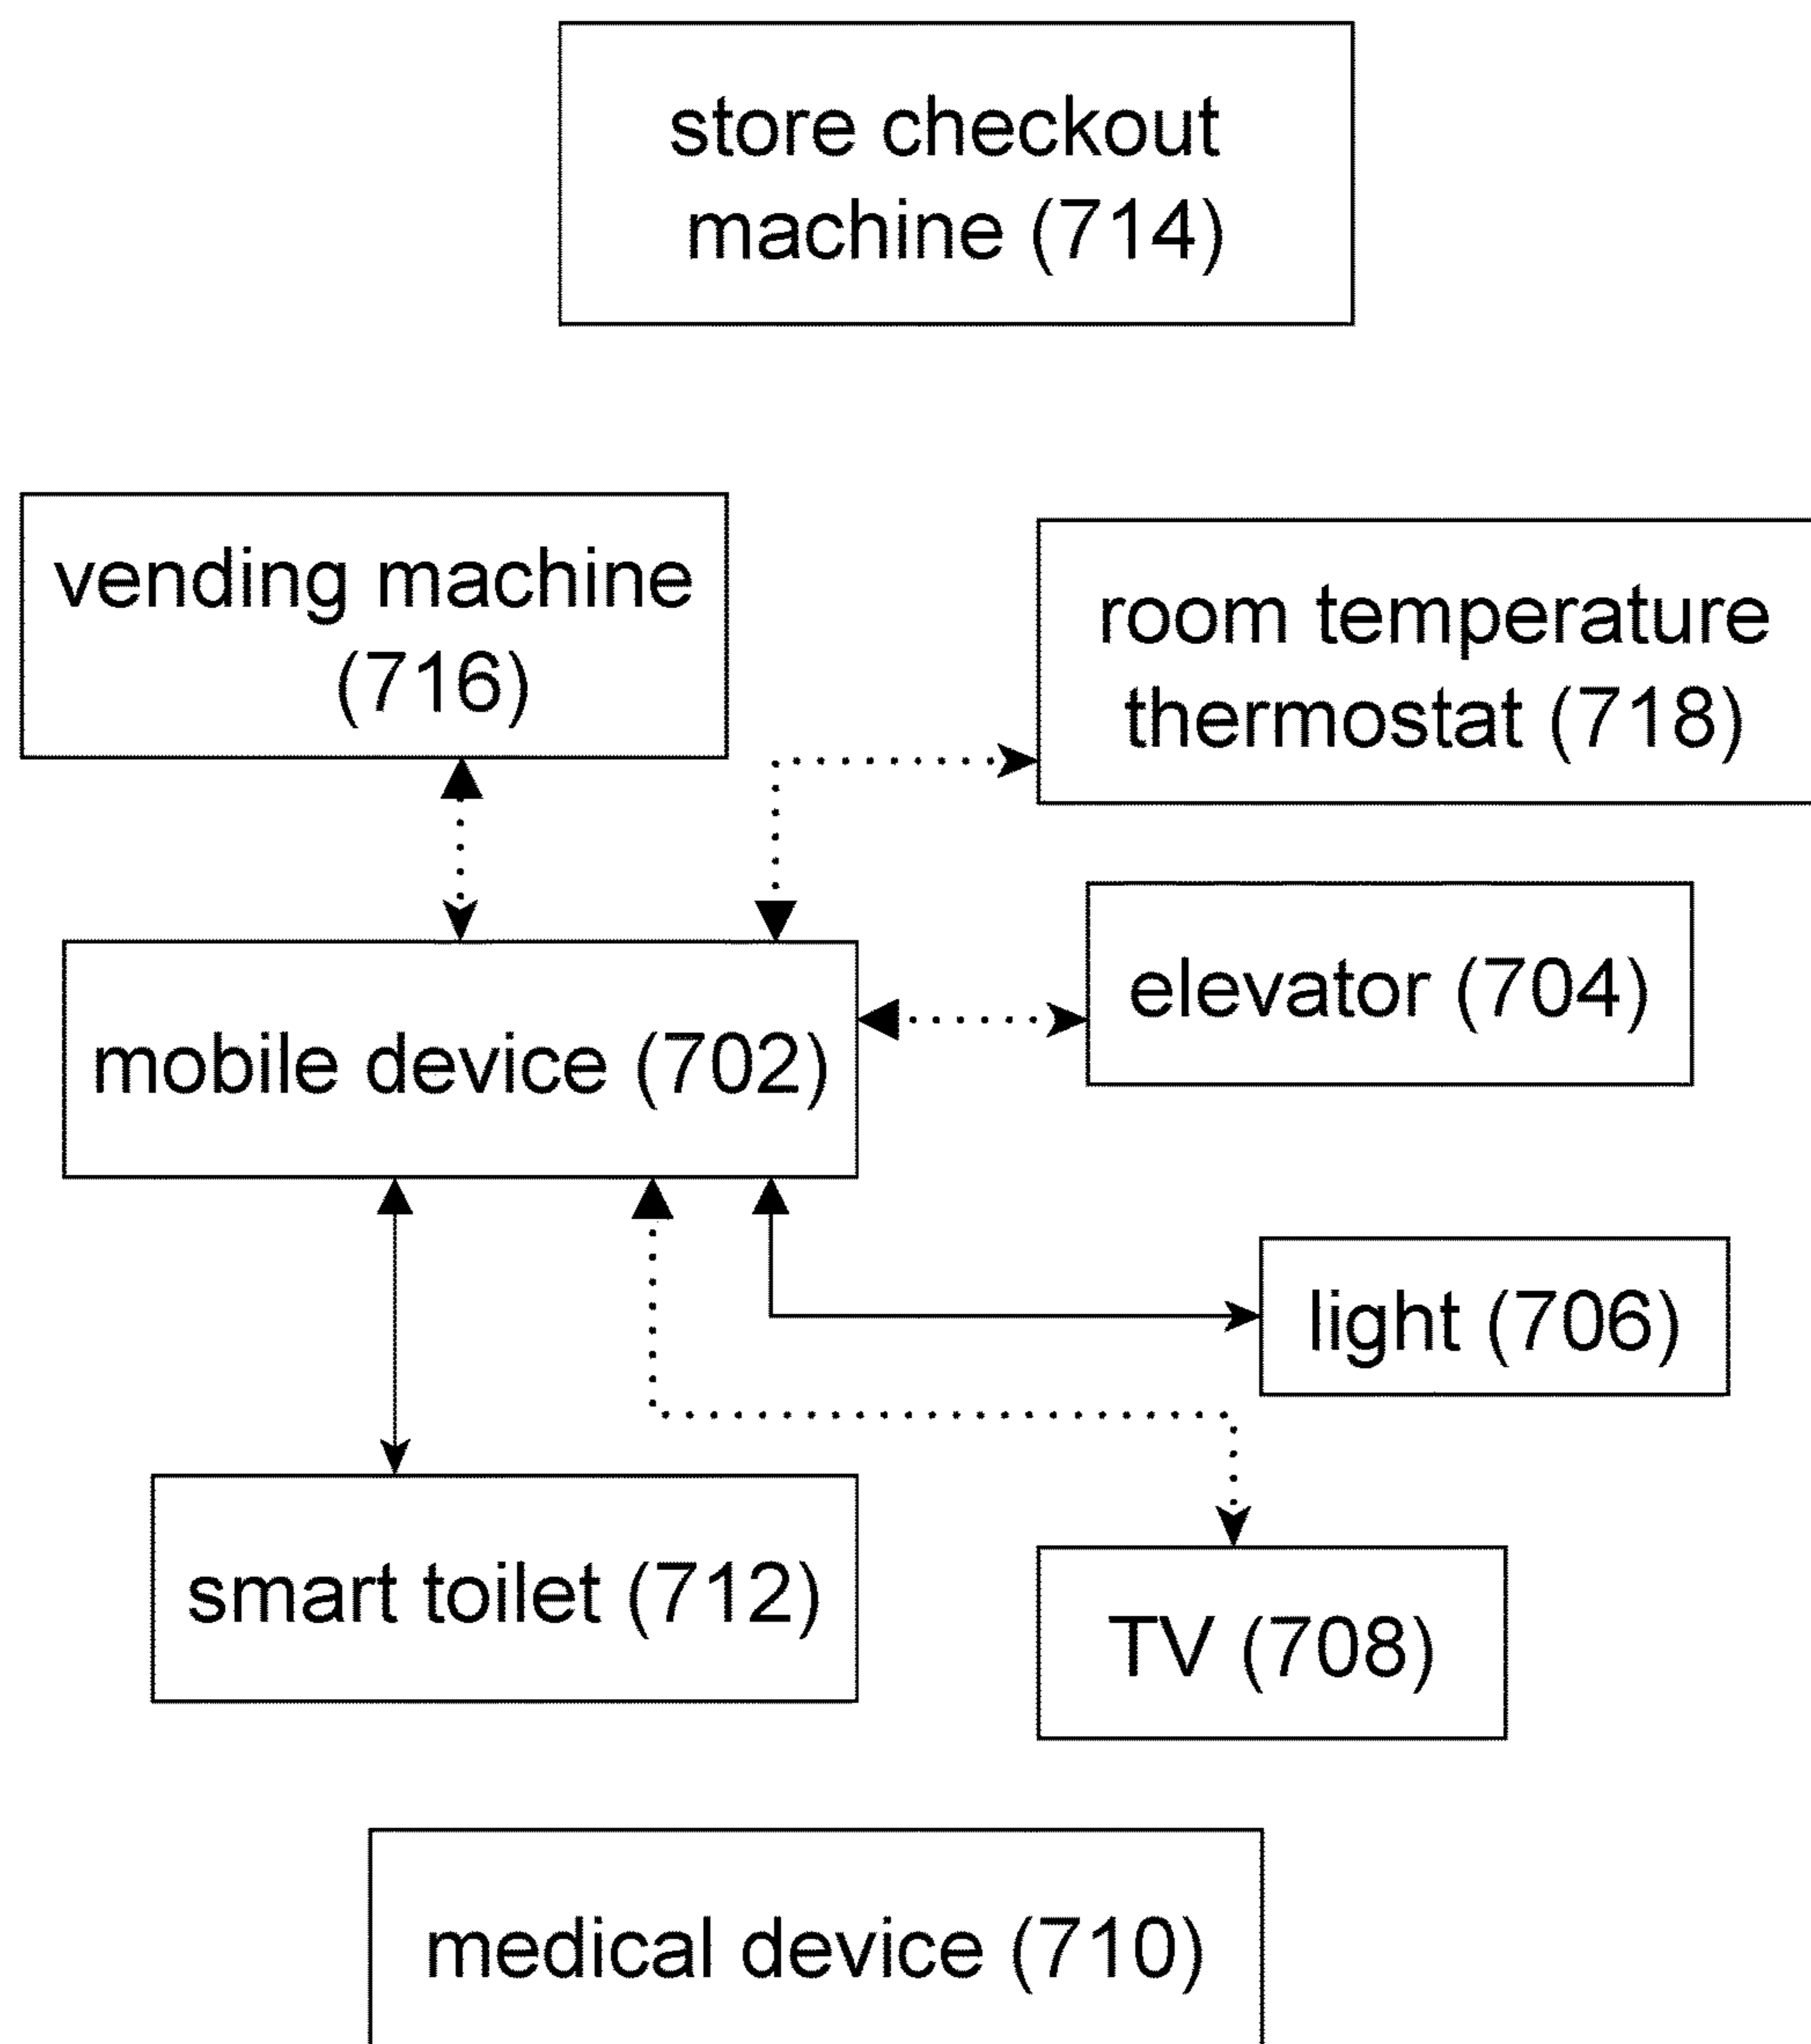 store checkout
machine (714)
vending machine
(716)
room temperature
thermostat (718)
elevator (704)
mobile device (702)
light (706)
smart toilet (712)
TV (708)
medical device (710)